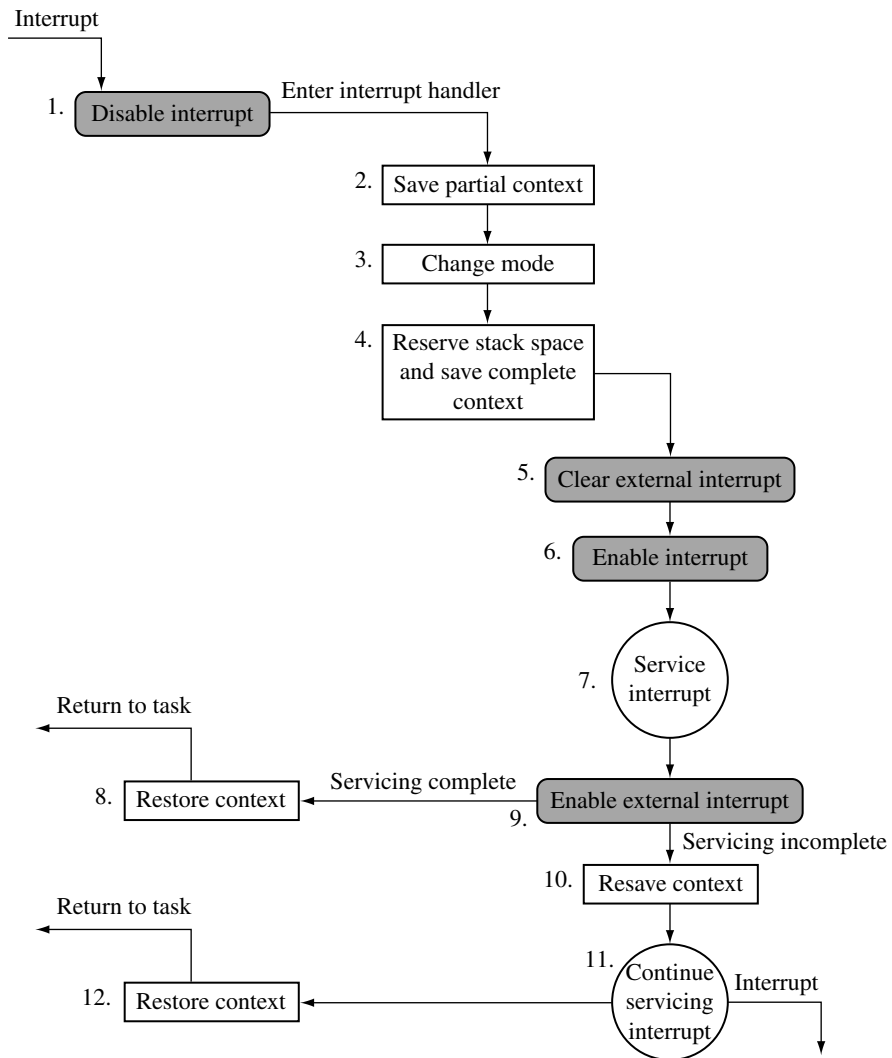 Interrupt
1. Disable interrupt
Enter interrupt handler
2. Save partial context
3. Change mode
4. Reserve stack space
and save complete
context
5. Clear external interrupt
6. Enable interrupt
7. Service
interrupt
Return to task
8. Restore context
Servicing complete
9. Enable external interrupt
Servicing incomplete
10. Resave context
Return to task
11. Continue
servicing
interrupt
Interrupt
12. Restore context